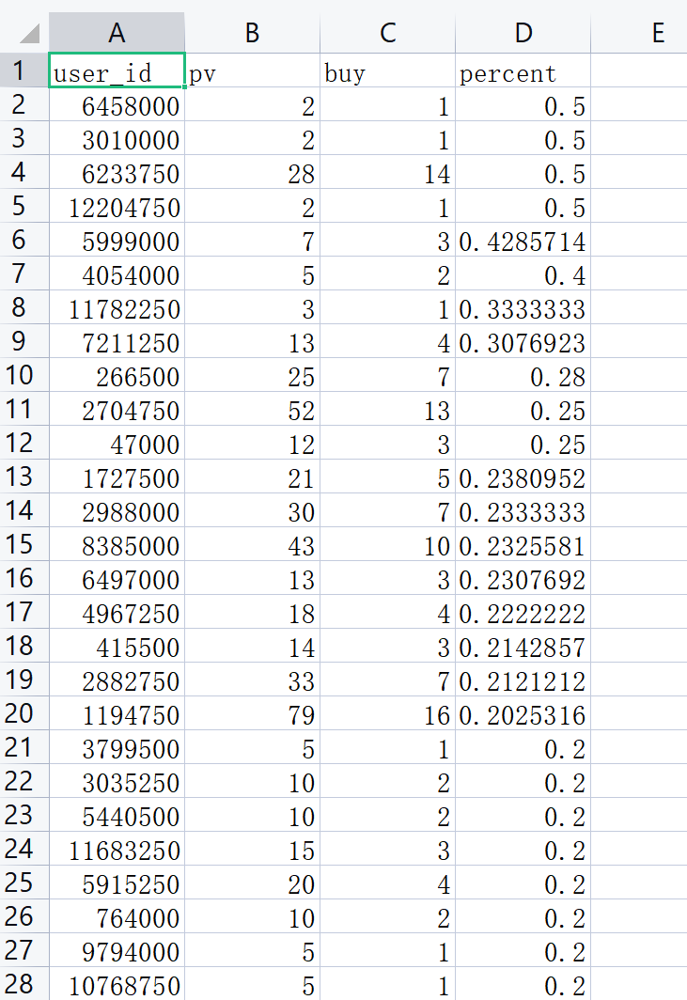 A B C D E
1 user_id pv buy percent
2 6458000 2 1 0.5
3 3010000 2 1 0.5
4 6233750 28 14 0.5
5 12204750 2 1 0.5
6 5999000 7 3 0.4285714
7 4054000 5 2 0.4
8 11782250 3 1 0.3333333
9 7211250 13 4 0.3076923
10 266500 25 7 0.28
11 2704750 52 13 0.25
12 47000 12 3 0.25
13 1727500 21 5 0.2380952
14 2988000 30 7 0.2333333
15 8385000 43 10 0.2325581
16 6497000 13 3 0.2307692
17 4967250 18 4 0.2222222
18 415500 14 3 0.2142857
19 2882750 33 7 0.2121212
20 1194750 79 16 0.2025316
21 3799500 5 1 0.2
22 3035250 10 2 0.2
23 5440500 10 2 0.2
24 11683250 15 3 0.2
25 5915250 20 4 0.2
26 764000 10 2 0.2
27 9794000 5 1 0.2
28 10768750 5 1 0.2